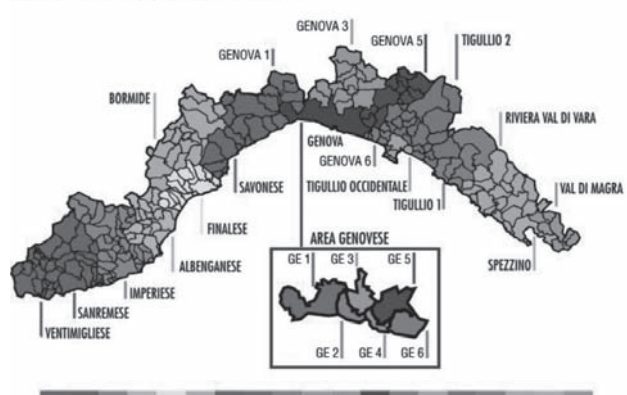 GENOVA 3
GENOVA 5
TIGULLIO 2
GENOVA 1
BORMIDE
RIVIERA VAL DI VARA
GENOVA
GENOVA 6
SAVONESE
TIGULLIO OCCIDENTALE
VAL DI MAGRA
TIGULLIO 1
FINALESE
AREA GENOVESE
GE 1
GE 3
GE 5
ALBENGANESE
SPEZZINO
IMPERIESE
SANREMESE
VENTIMIGLIESE
GE 2
GE 4
GE 6